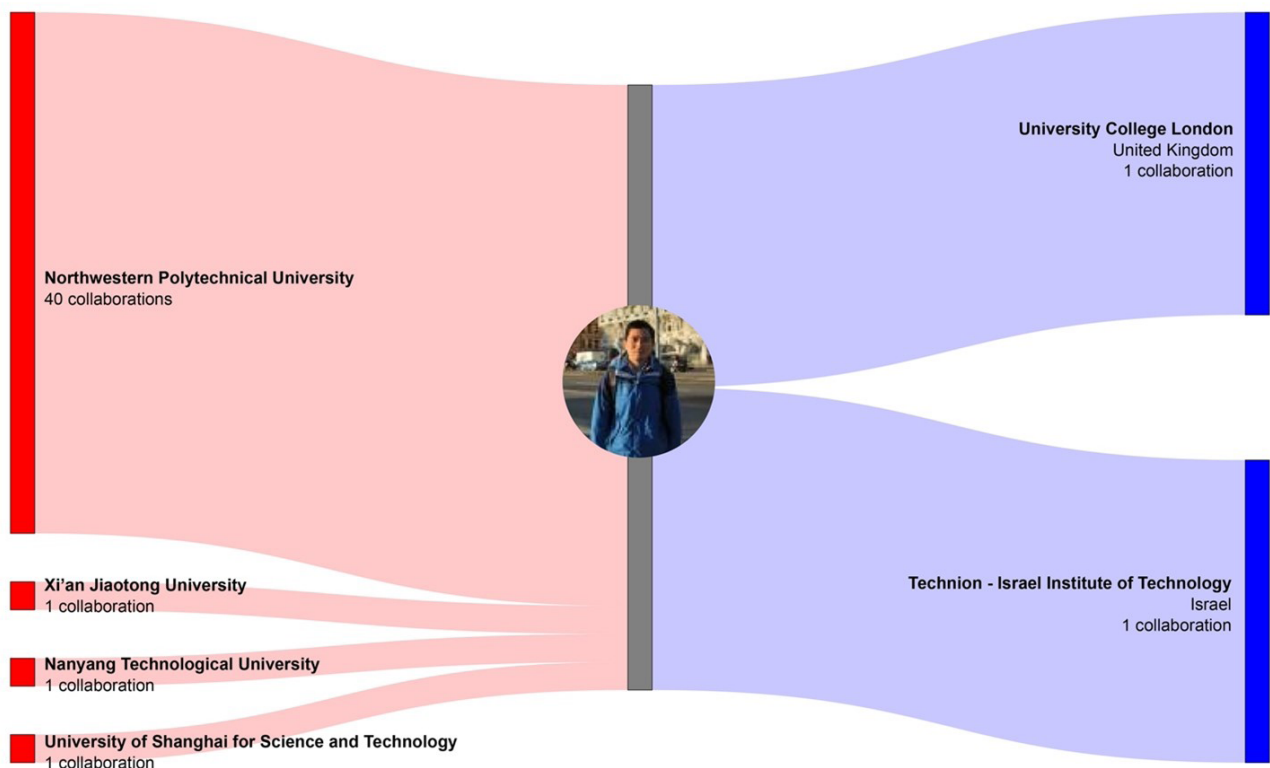 Northwestern Polytechnical University
40 collaborations
Xi'an Jiaotong University
1 collaboration
Nanyang Technological University
1 collaboration
University of Shanghai for Science and Technology
1 collaboration
University College London
United Kingdom
1 collaboration
Technion - Israel Institute of Technology
Israel
1 collaboration